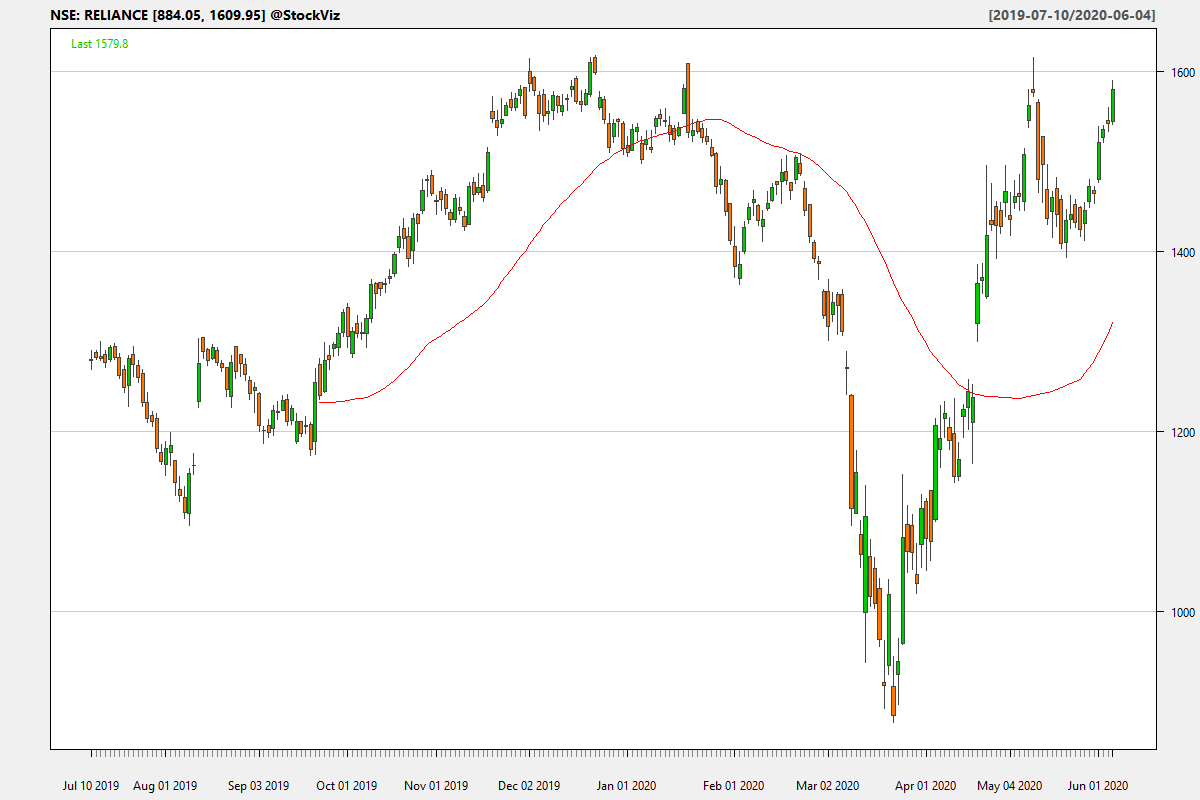 NSE: RELIANCE [884.05, 1609.95] @StockViz
[2019-07-10/2020-06-04]
Last 1579.8
1600
1400
1200
1000
Jul 10 2019 Aug 01 2019 Sep 03 2019 Oct 01 2019 Nov 01 2019 Dec 02 2019 Jan 01 2020 Feb 01 2020 Mar 02 2020 Apr 01 2020 May 04 2020 Jun 01 2020